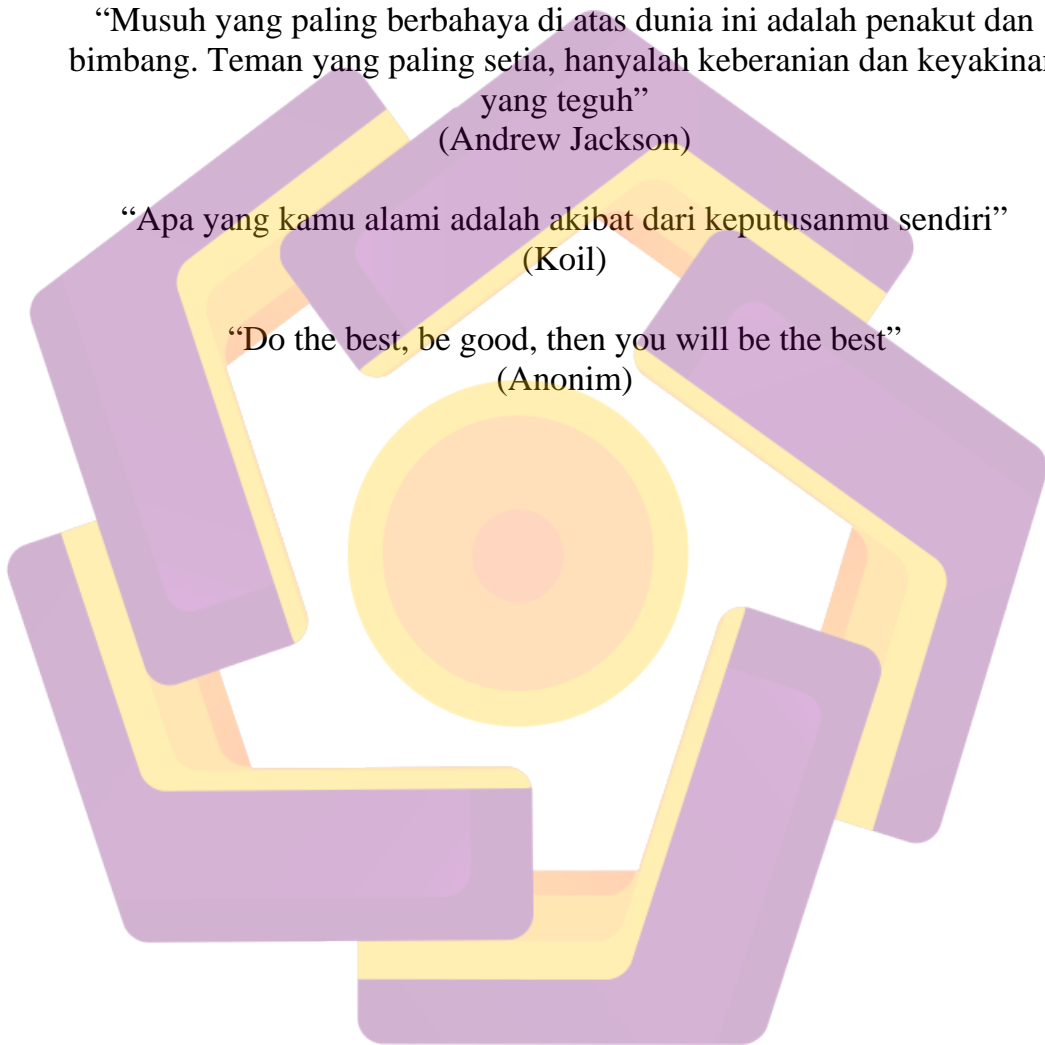 “Musuh yang paling berbahaya di atas dunia ini adalah penakut dan
bimbang. Teman yang paling setia, hanyalah keberanian dan keyakinan
yang teguh”
(Andrew Jackson)
“Apa yang kamu alami adalah akibat dari keputusanmu sendiri”
(Koil)
“Do the best, be good, then you will be the best”
(Anonim)